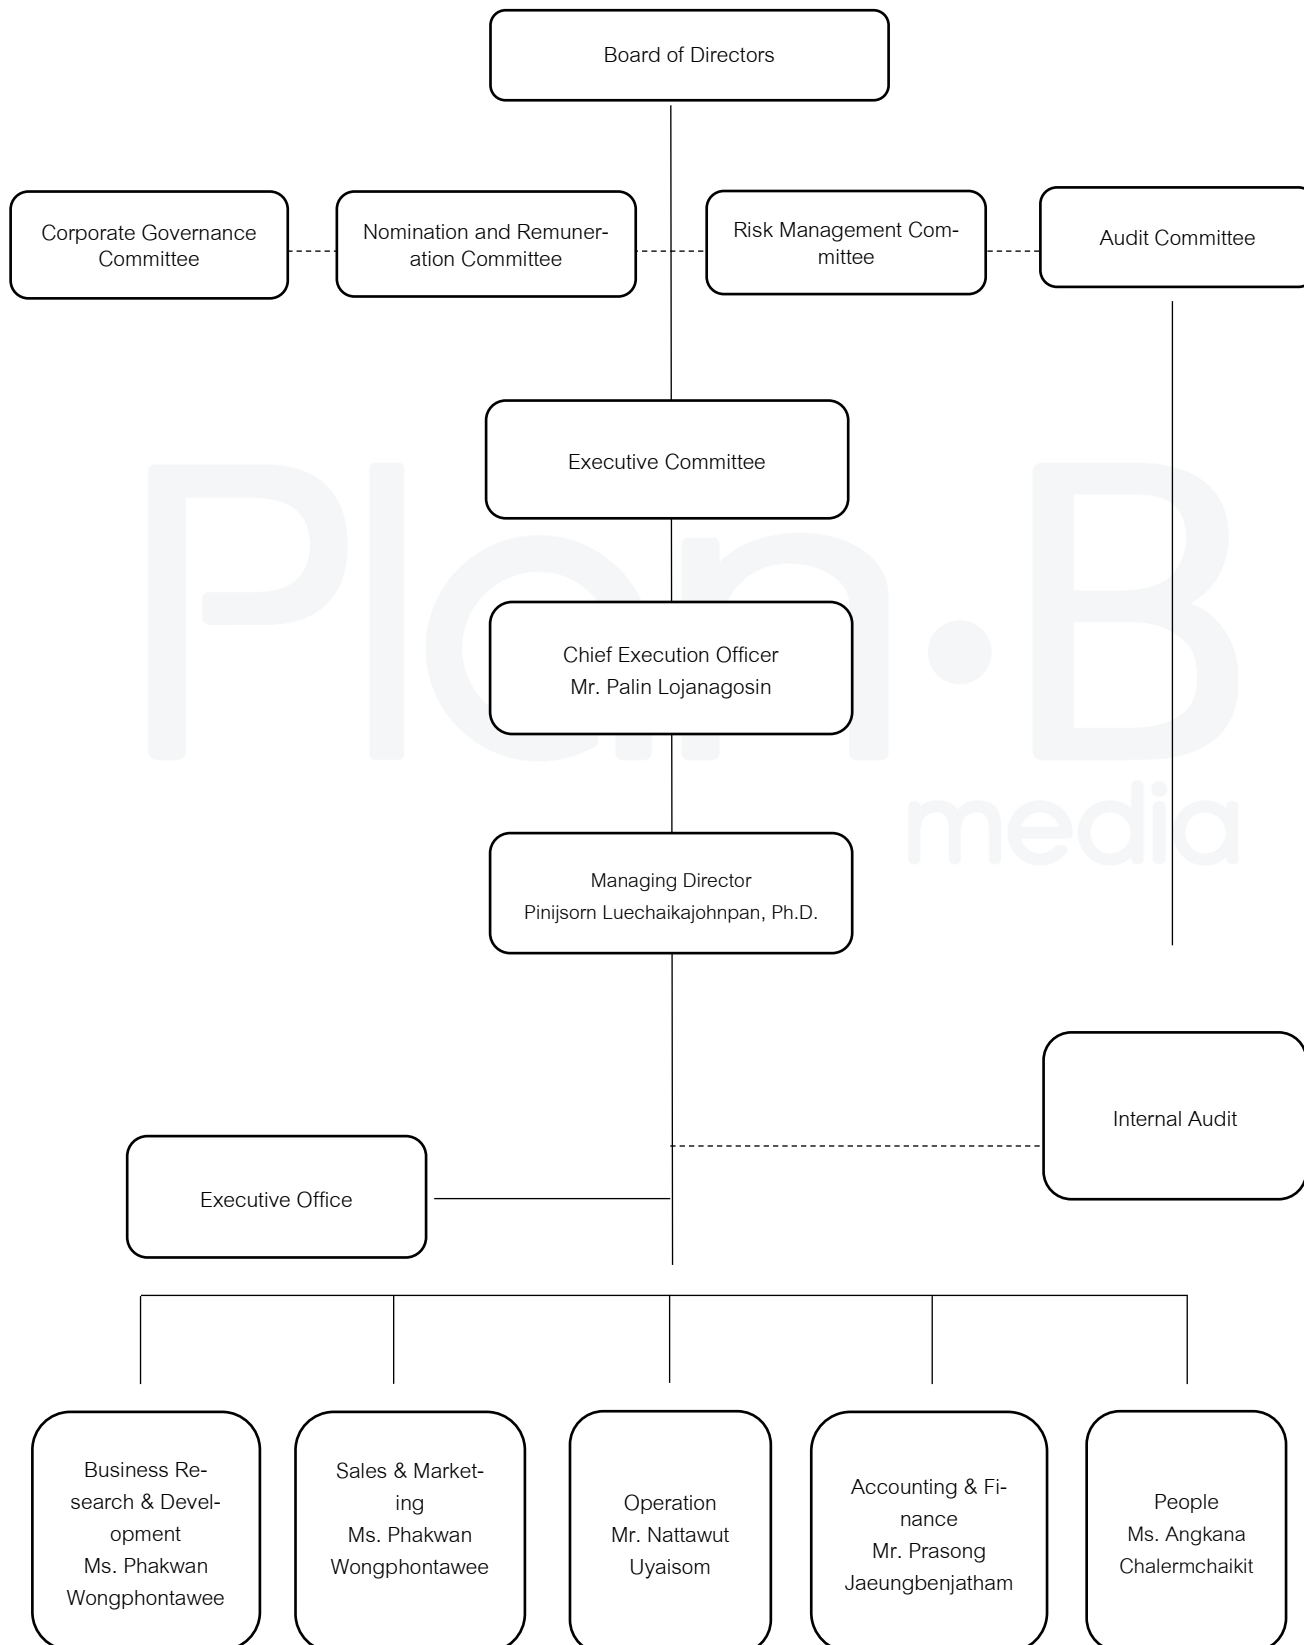 Board of Directors
Corporate Governance
Committee
Nomination and Remuner-
ation Committee
Risk Management Com-
mittee
Audit Committee
Executive Committee
Plan B
media
Chief Execution Officer
Mr. Palin Lojanagosin
Managing Director
Pinijsorn Luechaikajohnpan, Ph.D.
Internal Audit
Executive Office
Business Re-
search & Devel-
opment
Ms. Phakwan
Wongphontawee
Sales & Market-
ing
Ms. Phakwan
Wongphontawee
Operation
Mr. Nattawut
Uyaisom
Accounting & Fi-
nance
Mr. Prasong
Jaeungbenjatham
People
Ms. Angkana
Chalermchaikit